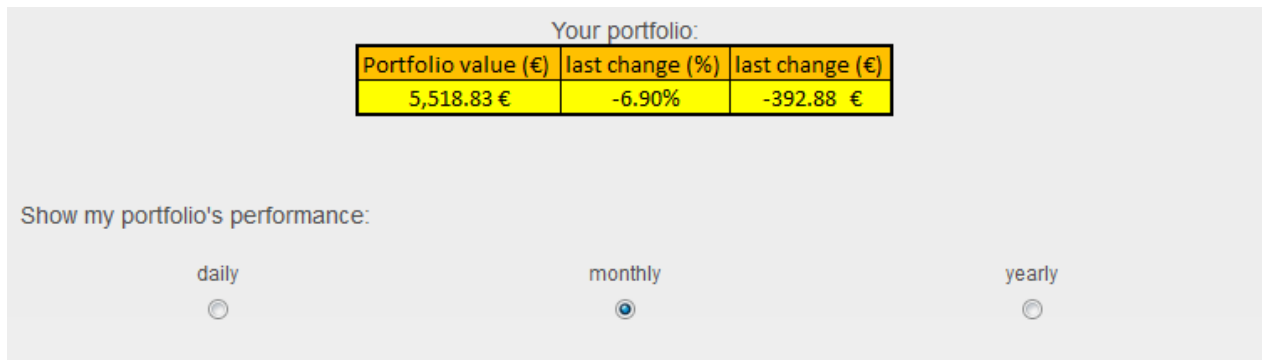 Your portfolio:
Portfolio value (€) last change (%) last change (€)
5,518.83 € -6.90% -392.88 €
Show my portfolio's performance:
daily monthly yearly